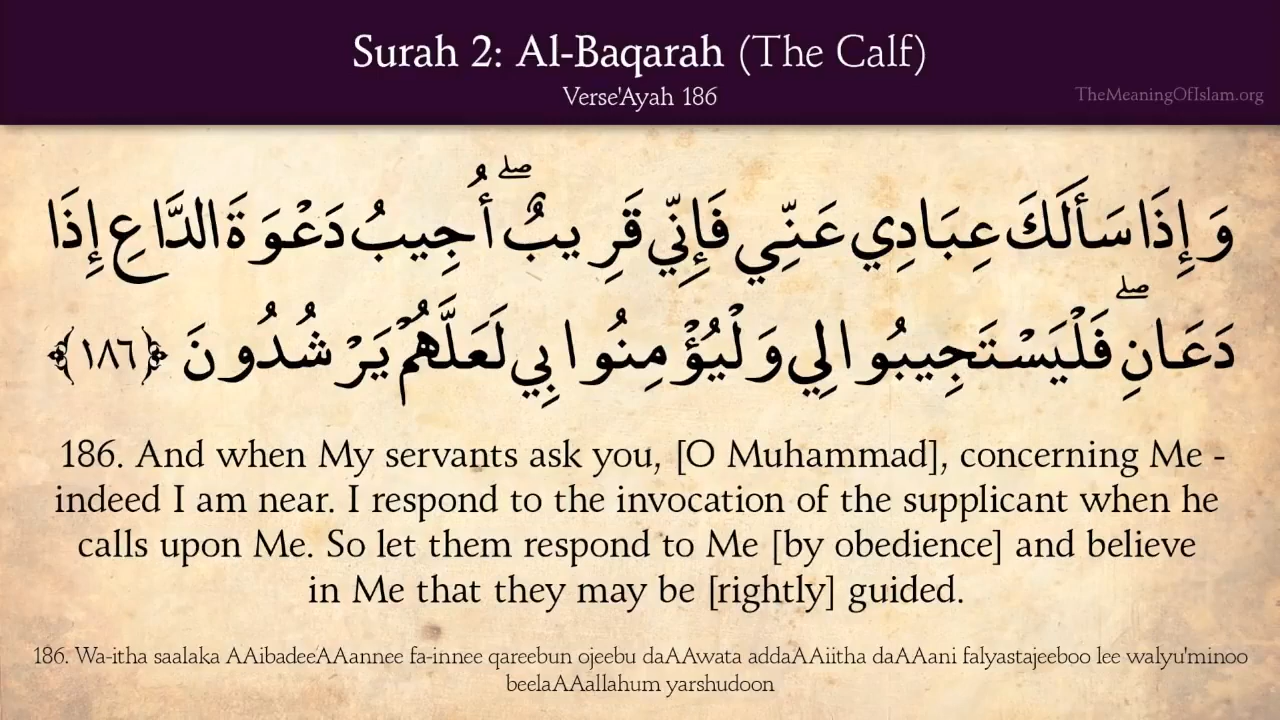 Surah 2: Al-Baqarah (The Calf)
Verse'Ayah 186
TheMeaningOfIslam.org
وَإِذَا سَأَلَكَ عِبَادِي عَنِّي فَإِنِّي قَرِيبٌ ۖ أُجِيبُ دَعْوَةَ الدَّاعِ إِذَا
دَعَانِ ۖ فَلْيَسْتَجِيبُوا لِي وَلْيُؤْمِنُوا بِي لَعَلَّهُمْ يَرْشُدُونَ ﴿١٨٦﴾
186. And when My servants ask you, [O Muhammad], concerning Me -
indeed I am near. I respond to the invocation of the supplicant when he
calls upon Me. So let them respond to Me [by obedience] and believe
in Me that they may be [rightly] guided.
186. Wa-itha saalaka AAibadeeAAannee fa-innee qareebun ojeebu daAAwata addaAAiitha daAAani falyastajeeboo lee walyu'minoo
beelaAAallahum yarshudoon